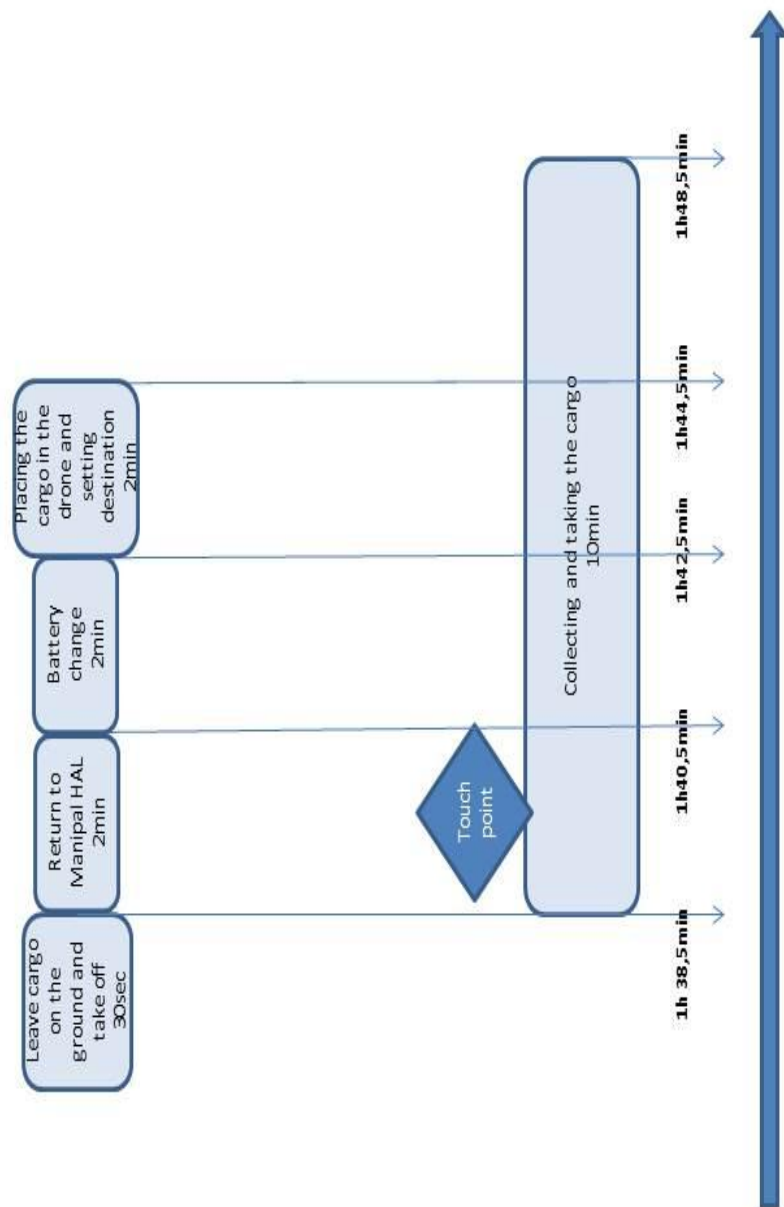 Leave cargo
on the
ground and
take off
30sec
Return to
Manipal HAL
2min
Battery
change
2min
Placing the
cargo in the
drone and
setting
destination
2min
Touch
point
Collecting and taking the cargo
10min
1h 38,5min
1h40,5min
1h42,5min
1h44,5min
1h48,5min